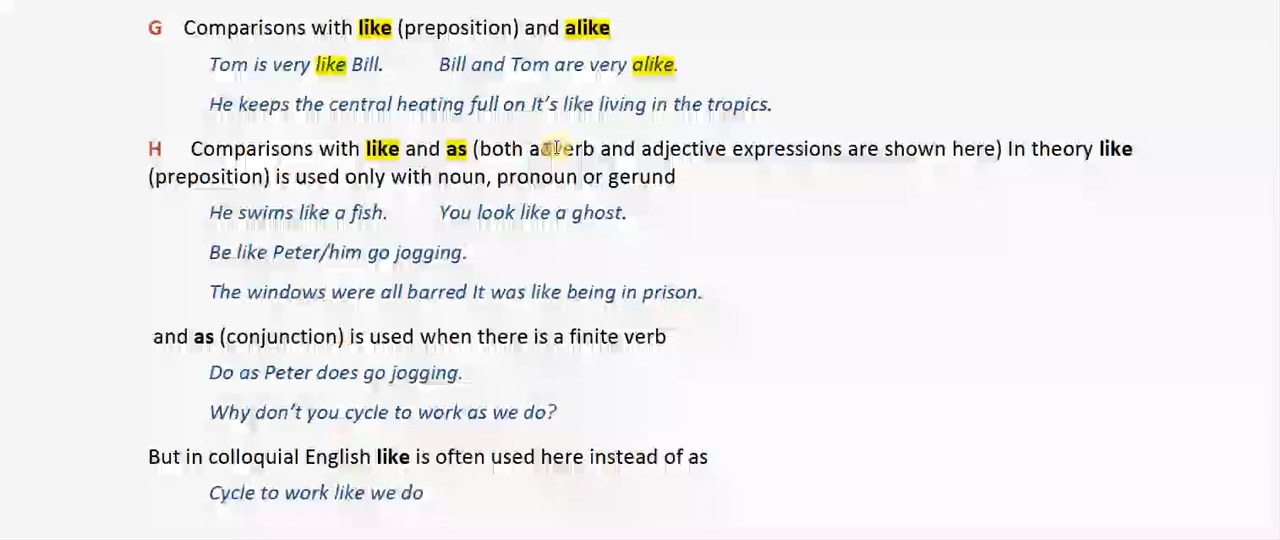 G Comparisons with like (preposition) and alike
Tom is very like Bill. Bill and Tom are very alike.
He keeps the central heating full on It's like living in the tropics.
H Comparisons with like and as (both adverb and adjective expressions are shown here) In theory like
(preposition) is used only with noun, pronoun or gerund
He swims like a fish. You look like a ghost.
Be like Peter/him go jogging.
The windows were all barred It was like being in prison.
and as (conjunction) is used when there is a finite verb
Do as Peter does go jogging.
Why don't you cycle to work as we do?
But in colloquial English like is often used here instead of as
Cycle to work like we do